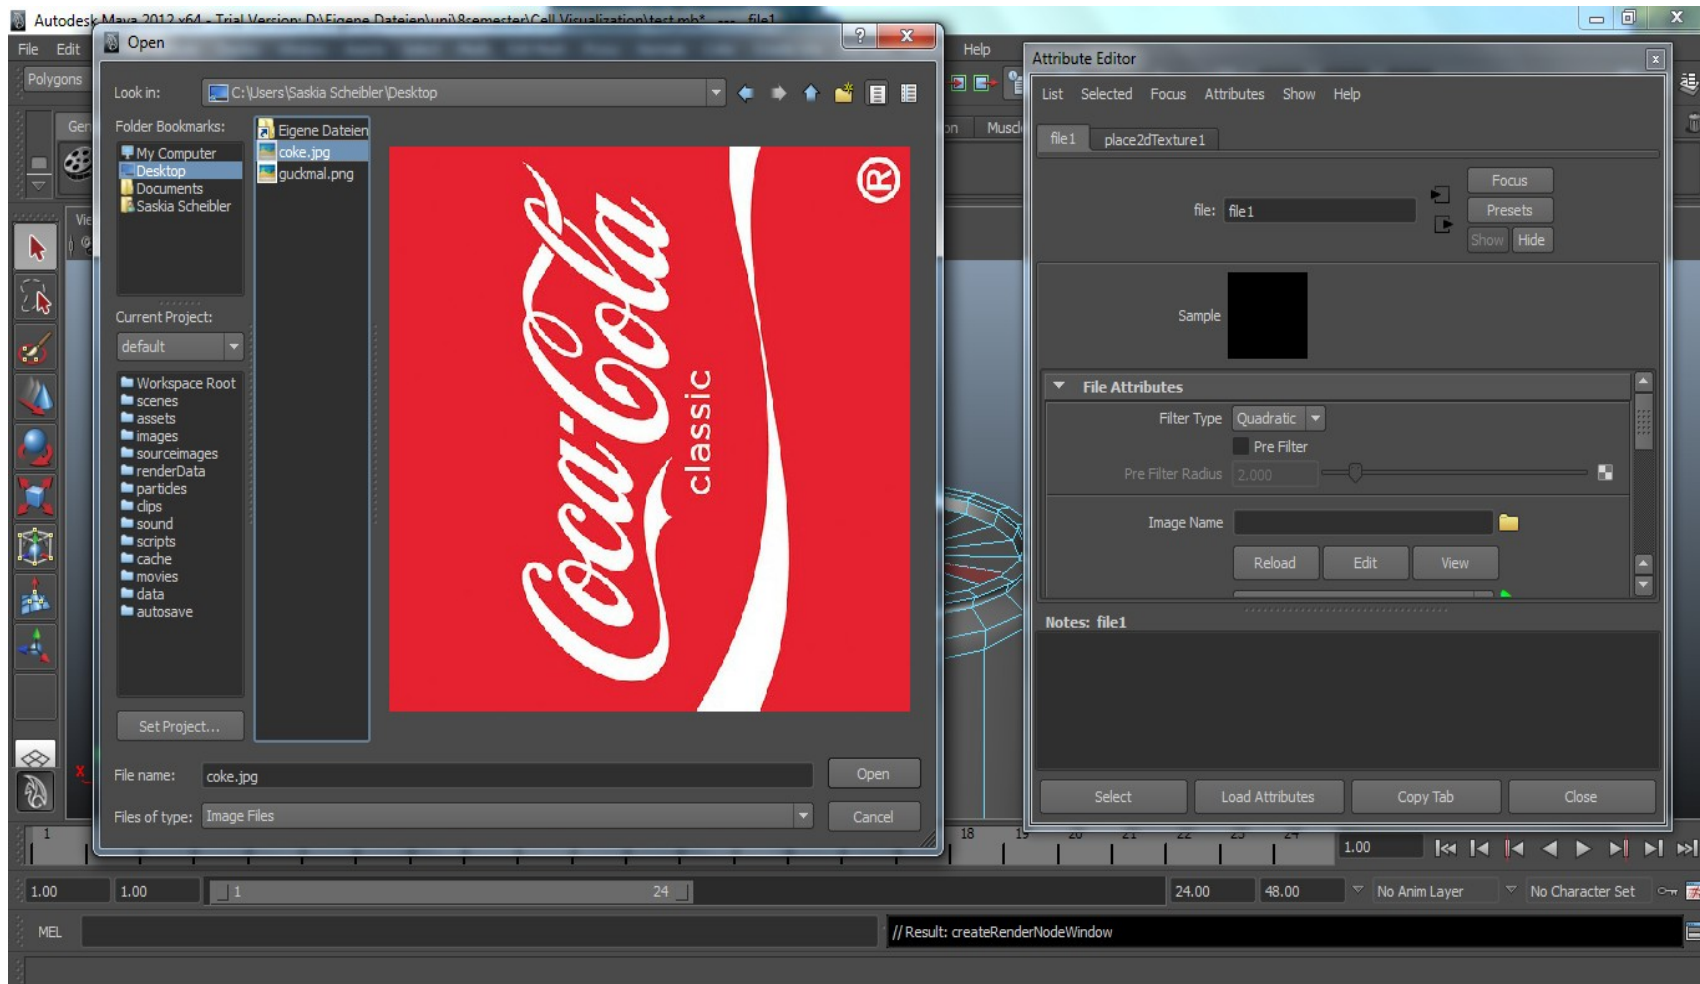 Autodesk Maya 2012 x64 - Trial Version: D:\Eigene Dateien\uni\8semester\Cell Visualization\test.mb* --- file1
File Edit Help
Polygons
Open
Look in: C:\Users\Saskia Scheibler\Desktop
Folder Bookmarks:
My Computer
Desktop
Documents
Saskia Scheibler
Eigene Dateien
coke.jpg
guckmal.png
Current Project:
default
Workspace Root
scenes
assets
images
sourceimages
renderData
particles
clips
sound
scripts
cache
movies
data
autosave
Set Project...
Coca-Cola
classic
®
File name: coke.jpg
Open
Files of type: Image Files
Cancel
Attribute Editor
List Selected Focus Attributes Show Help
file1 place2dTexture1
Focus
file: file1
Presets
Show Hide
Sample
File Attributes
Filter Type Quadratic
Pre Filter
Pre Filter Radius 2.000
Image Name
Reload Edit View
Notes: file1
Select Load Attributes Copy Tab Close
1 18 19 20 21 22 23 24 1.00
1.00 1.00 1 24 24.00 48.00 No Anim Layer No Character Set
MEL // Result: createRenderNodeWindow